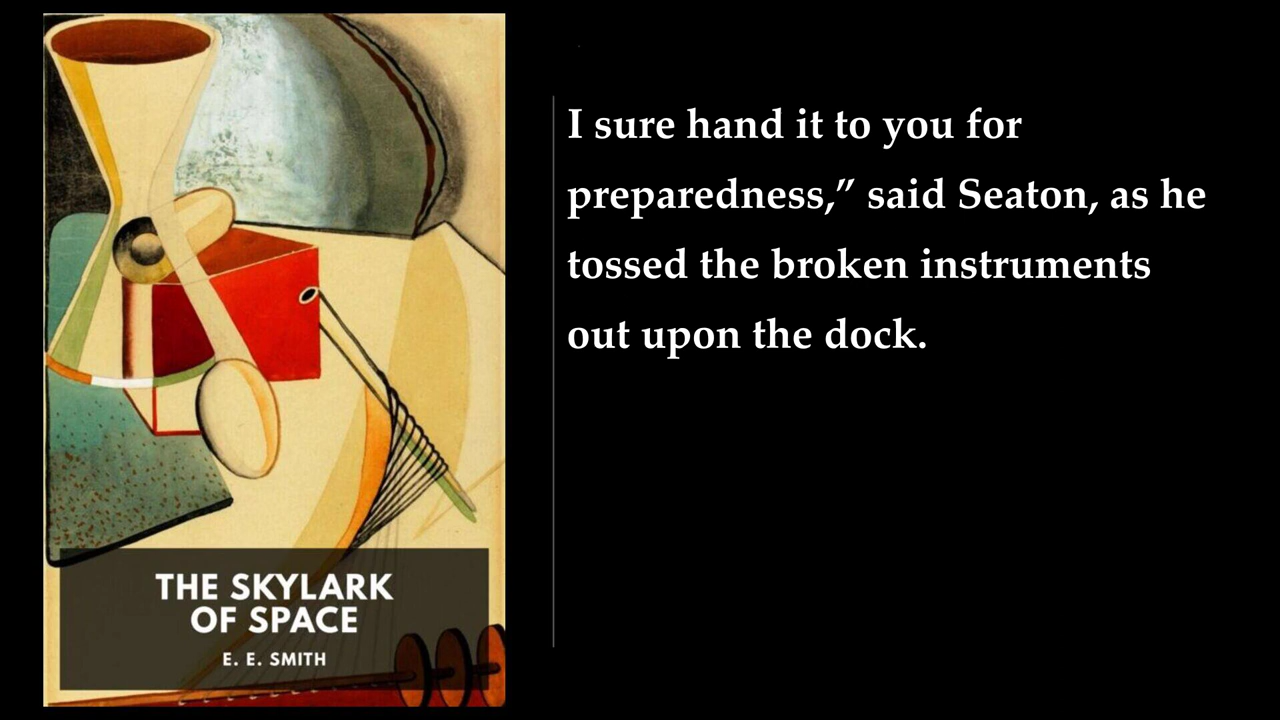 THE SKYLARK
OF SPACE
E. E. SMITH
I sure hand it to you for
preparedness,” said Seaton, as he
tossed the broken instruments
out upon the dock.